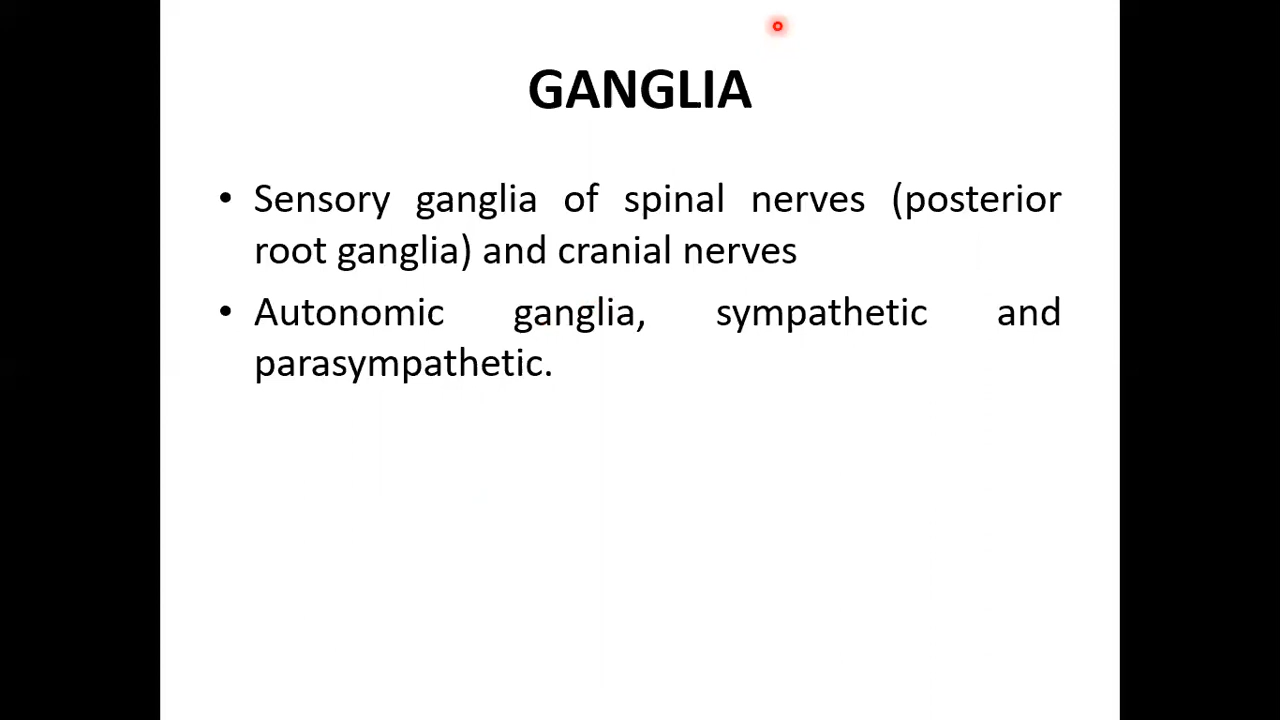 GANGLIA
• Sensory ganglia of spinal nerves (posterior
root ganglia) and cranial nerves
• Autonomic ganglia, sympathetic and
parasympathetic.